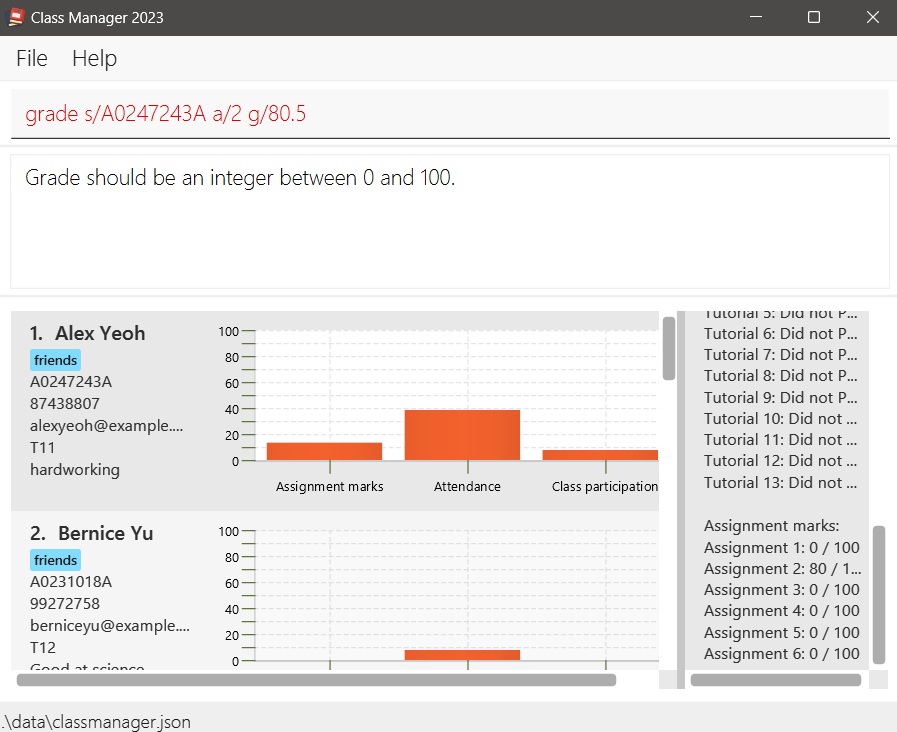 Class Manager 2023
File Help
grade s/A0247243A a/2 g/80.5
Grade should be an integer between 0 and 100.
1. Alex Yeoh
friends
A0247243A
87438807
alexyeoh@example....
T11
hardworking
100
80
60
40
20
0
Assignment marks Attendance Class participation
2. Bernice Yu
friends
A0231018A
99272758
berniceyu@example....
T12
Good at science
100
80
60
40
20
0
Tutorial 5: Did not P...
Tutorial 6: Did not P...
Tutorial 7: Did not P...
Tutorial 8: Did not P...
Tutorial 9: Did not P...
Tutorial 10: Did not ...
Tutorial 11: Did not ...
Tutorial 12: Did not ...
Tutorial 13: Did not ...
Assignment marks:
Assignment 1: 0 / 100
Assignment 2: 80 / 1...
Assignment 3: 0 / 100
Assignment 4: 0 / 100
Assignment 5: 0 / 100
Assignment 6: 0 / 100
.\data\classmanager.json